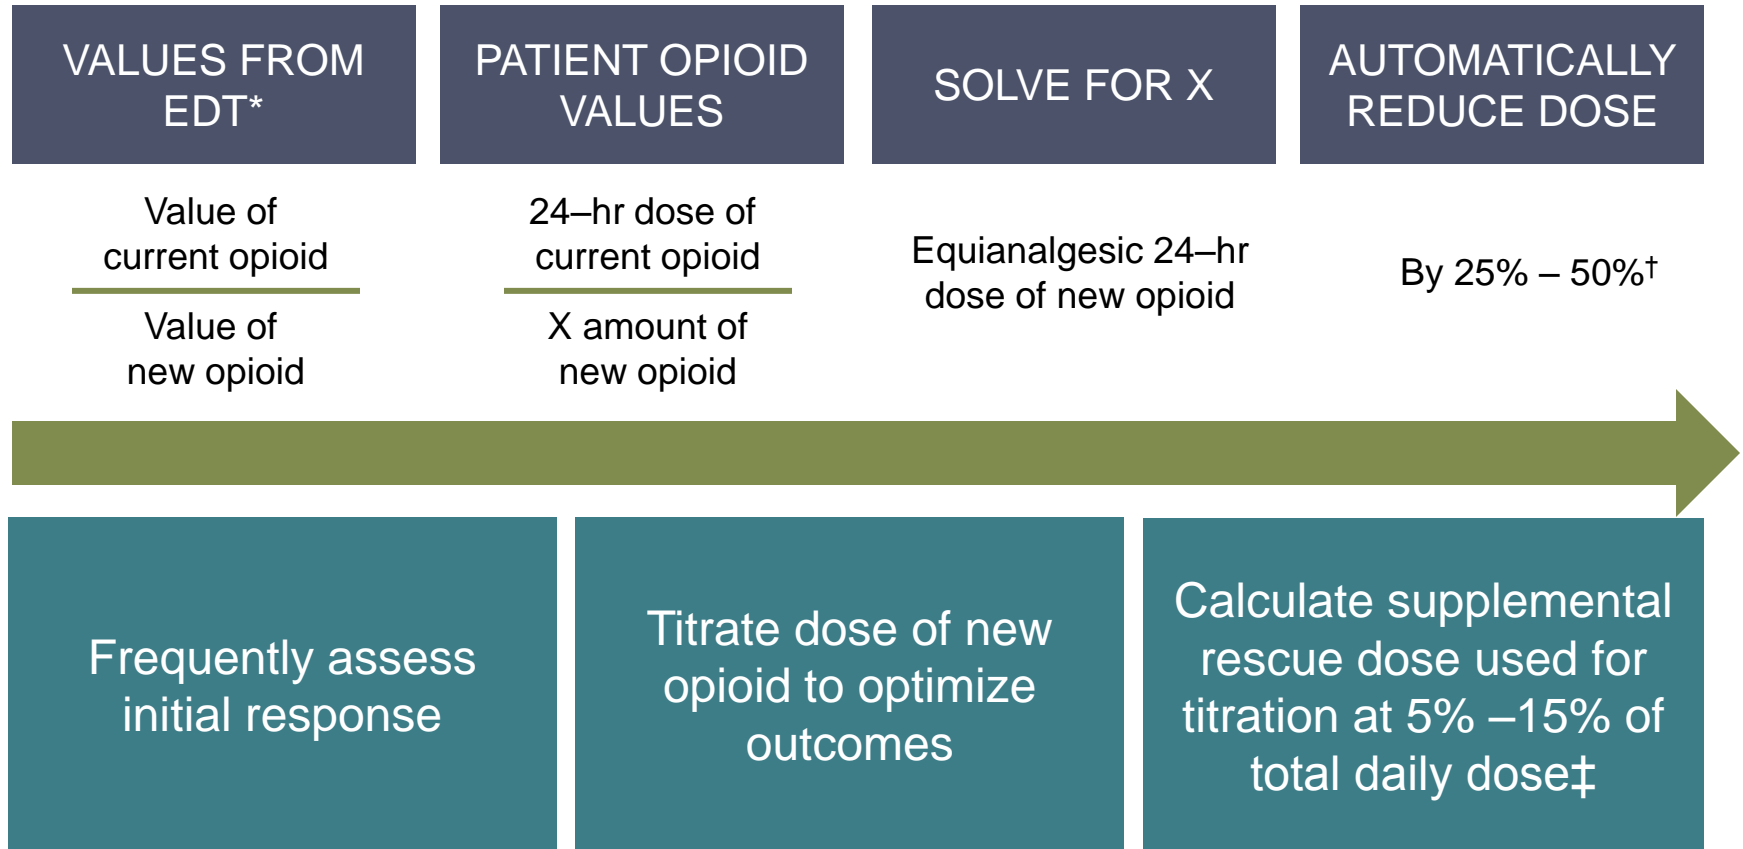 VALUES FROM
EDT*
PATIENT OPIOID
VALUES
SOLVE FOR X
AUTOMATICALLY
REDUCE DOSE
Value of
current opioid
Value of
new opioid
24–hr dose of
current opioid
X amount of
new opioid
Equianalgesic 24–hr
dose of new opioid
By 25% – 50%†
Frequently assess
initial response
Titrate dose of new
opioid to optimize
outcomes
Calculate supplemental
rescue dose used for
titration at 5% –15% of
total daily dose‡